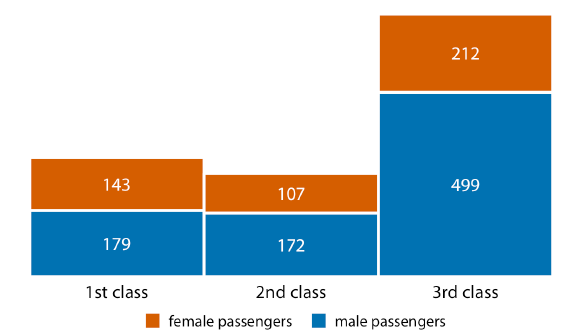 212
143
107
499
179
172
1st class
2nd class
3rd class
female passengers
male passengers